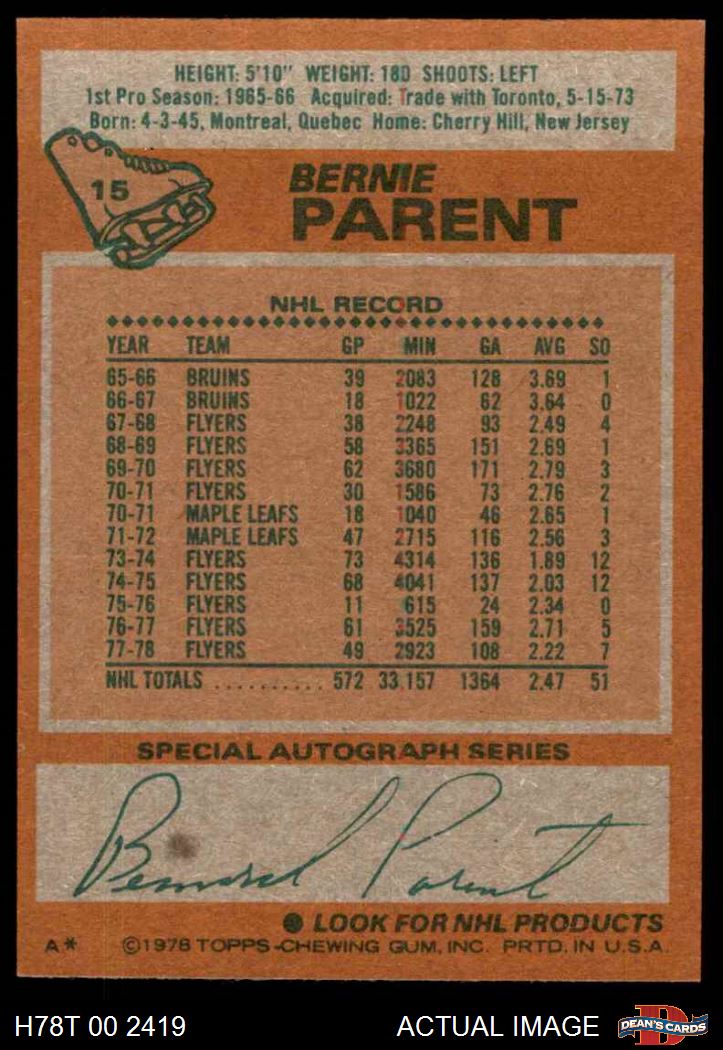 HEIGHT: 5'10" WEIGHT: 180 SHOOTS: LEFT
1st Pro Season: 1965-66 Acquired: Trade with Toronto, 5-15-73
Born: 4-3-45, Montreal, Quebec Home: Cherry Hill, New Jersey
15
BERNIE
PARENT
NHL RECORD
YEAR TEAM GP MIN GA AVG SO
65-66 BRUINS 39 2083 128 3.69 1
66-67 BRUINS 18 1022 62 3.64 0
67-68 FLYERS 38 2248 93 2.49 4
68-69 FLYERS 58 3365 151 2.69 1
69-70 FLYERS 62 3680 171 2.79 3
70-71 FLYERS 30 1586 73 2.76 2
70-71 MAPLE LEAFS 18 1040 46 2.65 1
71-72 MAPLE LEAFS 47 2715 116 2.56 3
73-74 FLYERS 73 4314 136 1.89 12
74-75 FLYERS 68 4041 137 2.03 12
75-76 FLYERS 11 615 24 2.34 0
76-77 FLYERS 61 3525 159 2.71 5
77-78 FLYERS 49 2923 108 2.22 7
NHL TOTALS .......... 572 33.157 1364 2.47 51
SPECIAL AUTOGRAPH SERIES
Bernard Parent
● LOOK FOR NHL PRODUCTS
A* ©1978 TOPPS CHEWING GUM, INC. PRTD. IN U.S.A.
H78T 00 2419 ACTUAL IMAGE
D
DEAN'S CARDS